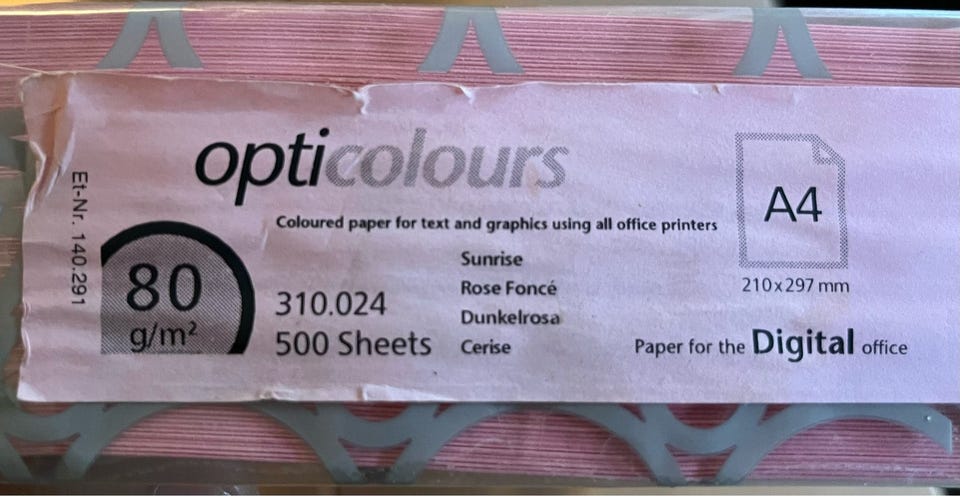 opticolours
Coloured paper for text and graphics using all office printers
A4
210x297 mm
Et-Nr. 140.291
80
g/m²
310.024
500 Sheets
Sunrise
Rose Foncé
Dunkelrosa
Cerise
Paper for the Digital office